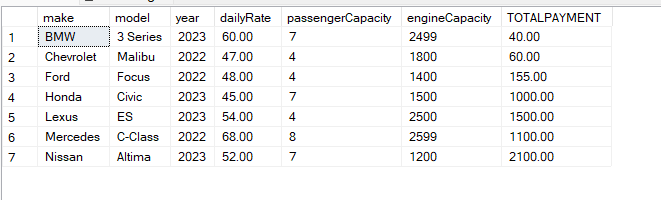 make model year dailyRate passengerCapacity engineCapacity TOTALPAYMENT
1 BMW 3 Series 2023 60.00 7 2499 40.00
2 Chevrolet Malibu 2022 47.00 4 1800 60.00
3 Ford Focus 2022 48.00 4 1400 155.00
4 Honda Civic 2023 45.00 7 1500 1000.00
5 Lexus ES 2023 54.00 4 2500 1500.00
6 Mercedes C-Class 2022 68.00 8 2599 1100.00
7 Nissan Altima 2023 52.00 7 1200 2100.00